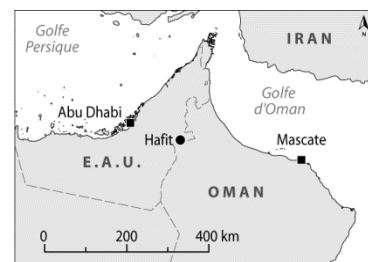 Golfe
Persique
IRAN
N
Golfe
d'Oman
Abu Dhabi
Hafit
Mascate
E.A.U.
OMAN
0 200 400 km